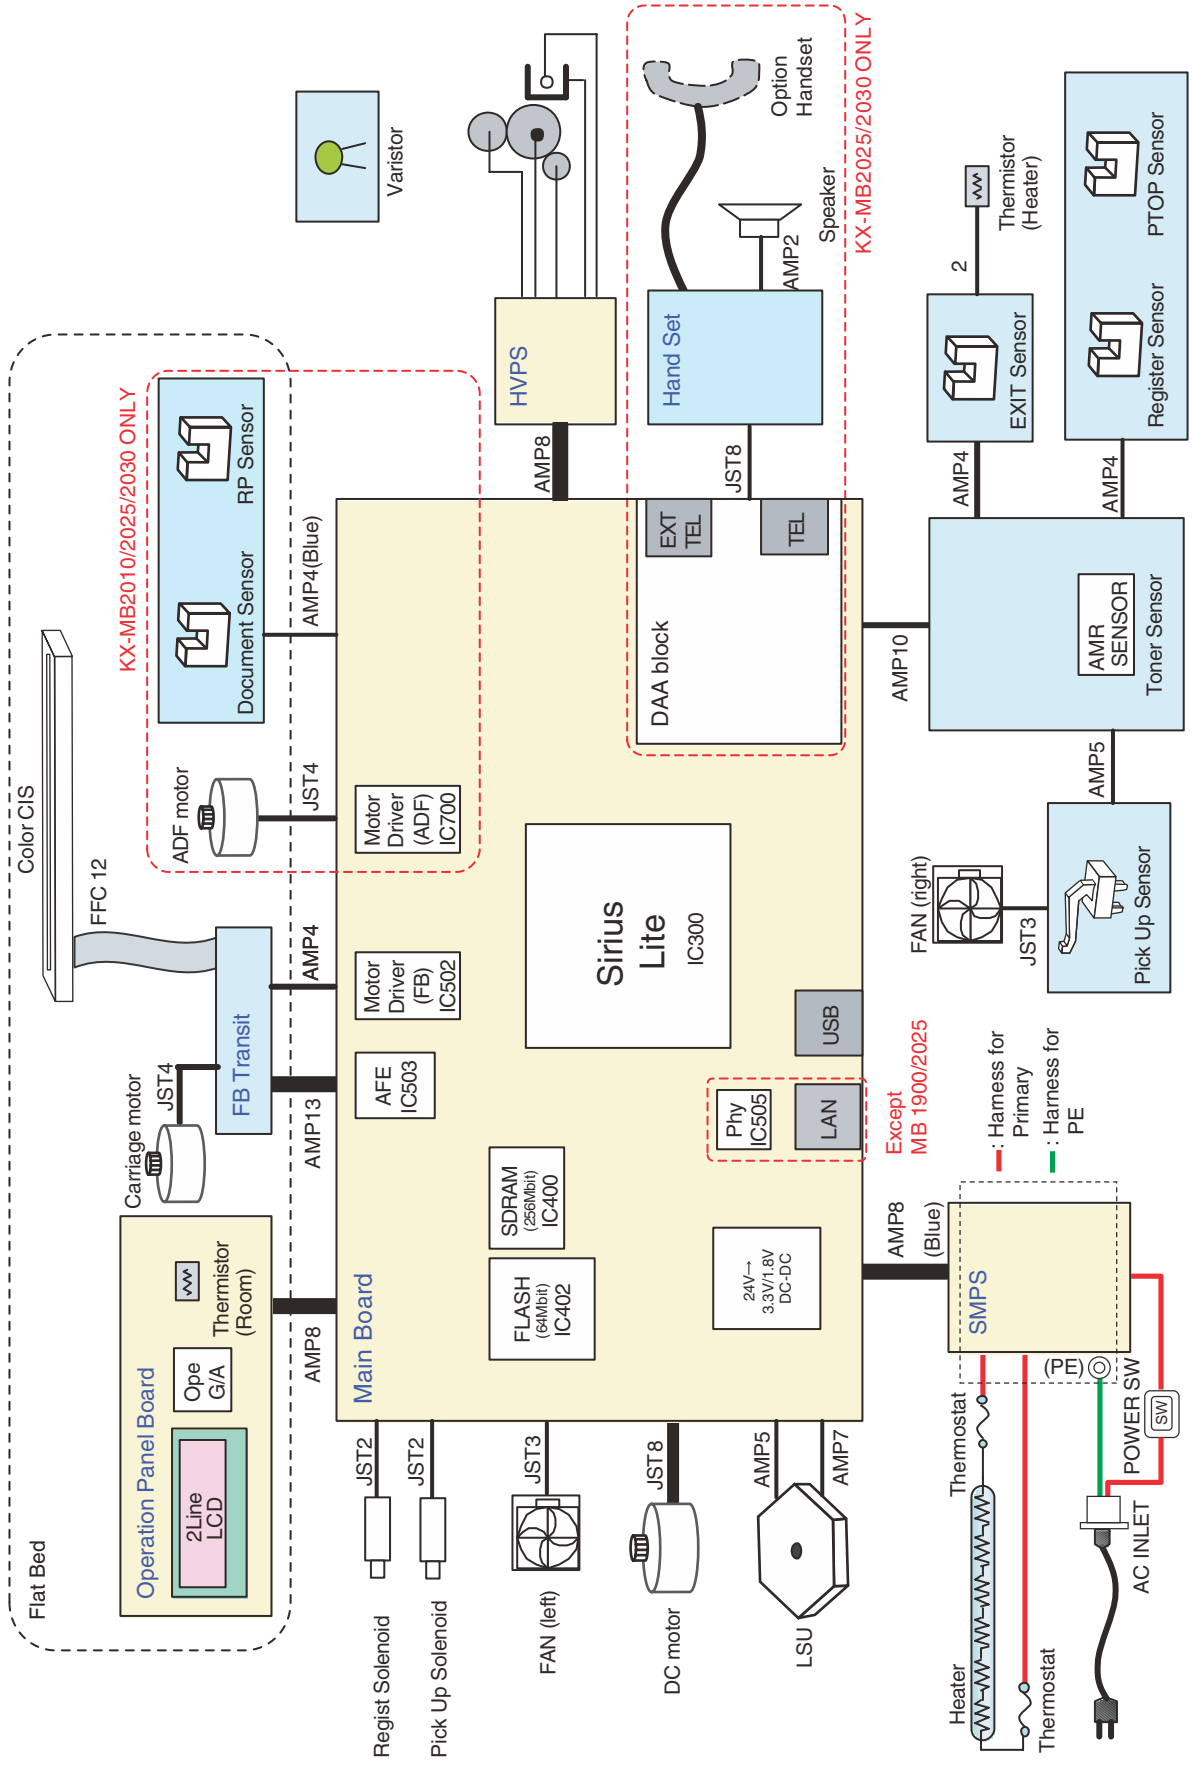 Flat Bed
Color CIS
FFC 12
Operation Panel Board
2Line
LCD
Ope
G/A
Thermistor
(Room)
Carriage motor
JST4
FB Transit
ADF motor
JST4
KX-MB2010/2025/2030 ONLY
Document Sensor
RP Sensor
Varistor
AMP8
AMP13
AMP4
AMP4(Blue)
Main Board
AFE
IC503
Motor
Driver
(FB)
IC502
Motor
Driver
(ADF)
IC700
FLASH
(64Mbit)
IC402
SDRAM
(256Mbit)
IC400
Sirius
Lite
IC300
24V→
3.3V/1.8V
DC-DC
Phy
IC505
LAN
USB
Except
MB 1900/2025
DAA block
EXT
TEL
TEL
AMP8
HVPS
JST8
Hand Set
AMP2
Speaker
Option
Handset
KX-MB2025/2030 ONLY
Regist Solenoid
JST2
Pick Up Solenoid
JST2
FAN (left)
JST3
DC motor
JST8
LSU
AMP5
AMP7
AMP8
(Blue)
SMPS
(PE)
Thermostat
Heater
Thermostat
POWER SW
SW
AC INLET
: Harness for
Primary
: Harness for
PE
AMP10
AMR
SENSOR
Toner Sensor
AMP5
FAN (right)
JST3
Pick Up Sensor
AMP4
EXIT Sensor
2
Thermistor
(Heater)
AMP4
Register Sensor
PTOP Sensor